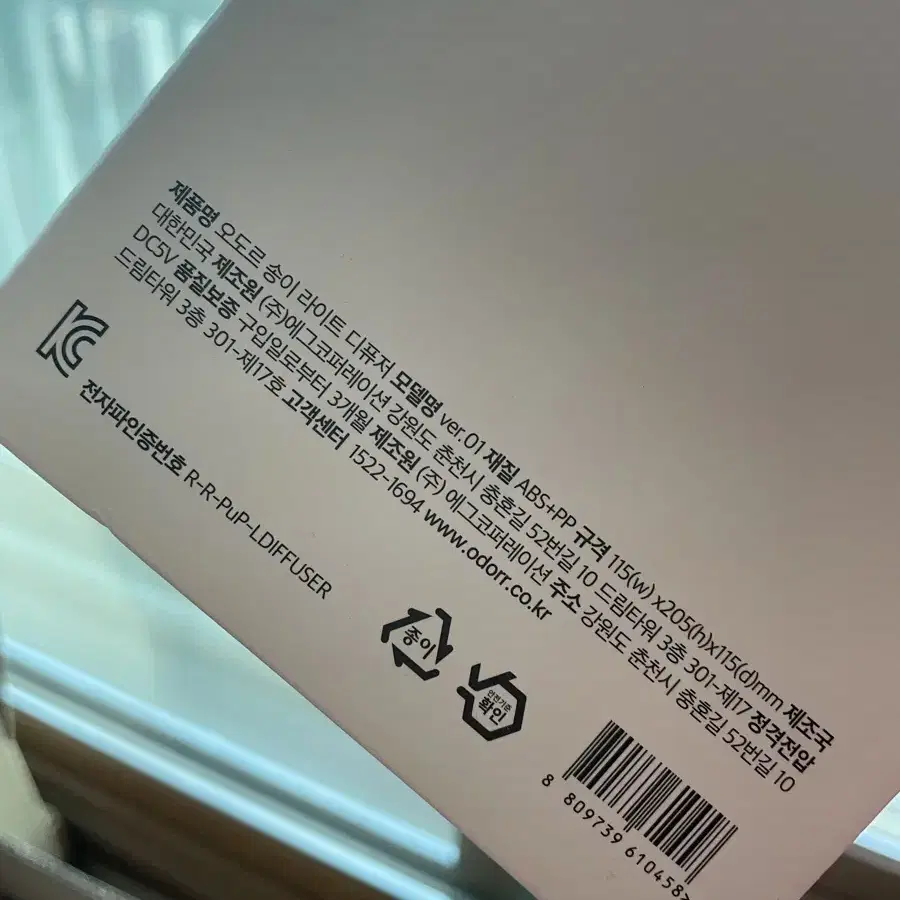 제품명 오도르 송이 라이트 디퓨저 모델명 ver.01 재질 ABS+PP 규격 115(w) x205(h)x115(d)mm 제조국
대한민국 제조원 (주)에그코퍼레이션 강원도 춘천시 충혼길 52번길 10 드림타워 3층 301-제17 정격전압
DC5V 품질보증 구입일로부터 3개월 제조원 (주) 에그코퍼레이션 주소 강원도 춘천시 충혼길 52번길 10
드림타워 3층 301-제17호 고객센터 1522-1694 www.odorr.co.kr
전자파인증번호 R-R-PuP-LDIFFUSER
종이
안전기준
확인
8 809739 610458>